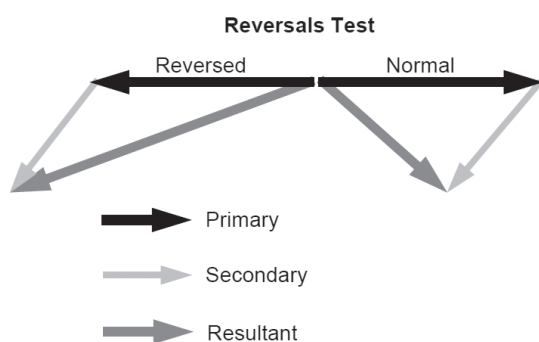 Reversals Test
Reversed Normal
Primary
Secondary
Resultant